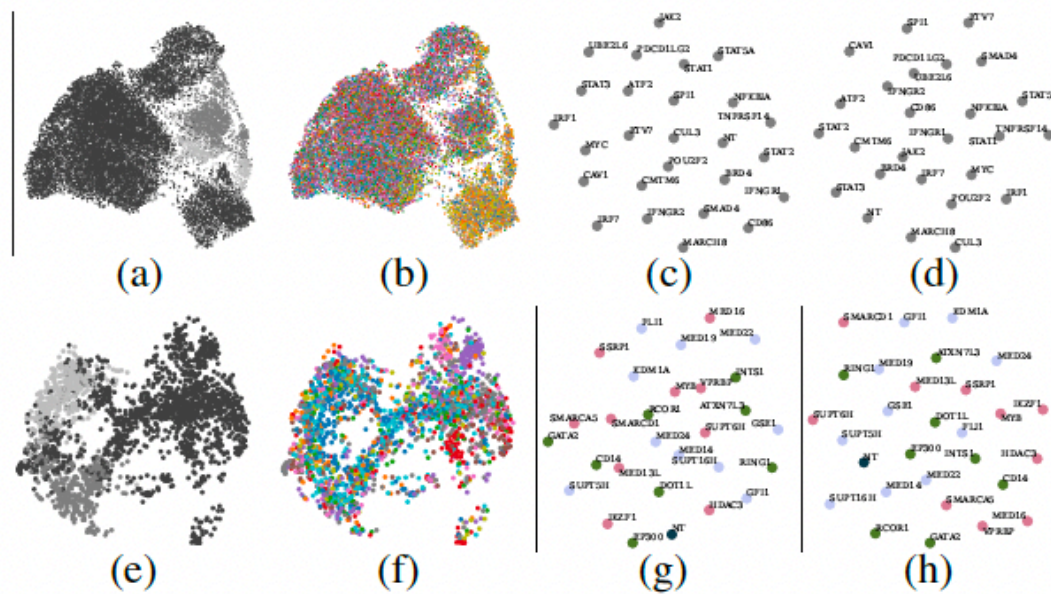 JAK2
UBE2L6
PDCD1LG2
STAT5A
STAT1
STAT3
ATF2
SPI1
NFKBIA
TNFRSF14
IRF1
ETV7
CUL3
NT
MYC
STAT2
POU2F2
CAV1
CMTM6
BRD4
IFNGR1
IRF7
IFNGR2
SMAD4
CD86
MARCH8
SPI1
ETV7
CAV1
PDCD1LG2
SMAD4
UBE2L6
IFNGR2
ATF2
CD86
NFKBIA
STAT5
STAT2
IFNGR1
STAT1
TNFRSF14
CMTM6
JAK2
BRD4
IRF7
MYC
STAT3
POU2F2
IRF1
NT
MARCH8
CUL3
(a) (b) (c) (d)
MED16
FLI1
MED19
MED22
SSRP1
KDM1A
MYB
VPRBP
INTS1
RCOR1
ATXN7L3
SMARCA5
SMARCD1
SUPT6H
GSE1
GATA2
MED24
MED14
CD14
MED13L
SUPT16H
RING1
SUPT5H
DOT1L
GFI1
IKZF1
HDAC3
EP300
NT
SMARCD1
GFI1
KDM1A
ATXN7L3
RING1
MED19
MED24
MED13L
SSRP1
GSE1
IKZF1
SUPT6H
DOT1L
MYB
FLI1
SUPT5H
EP300
INTS1
HDAC3
NT
MED22
CD14
SUPT16H
MED14
SMARCA5
MED16
RCOR1
VPRBP
GATA2
(e) (f) (g) (h)